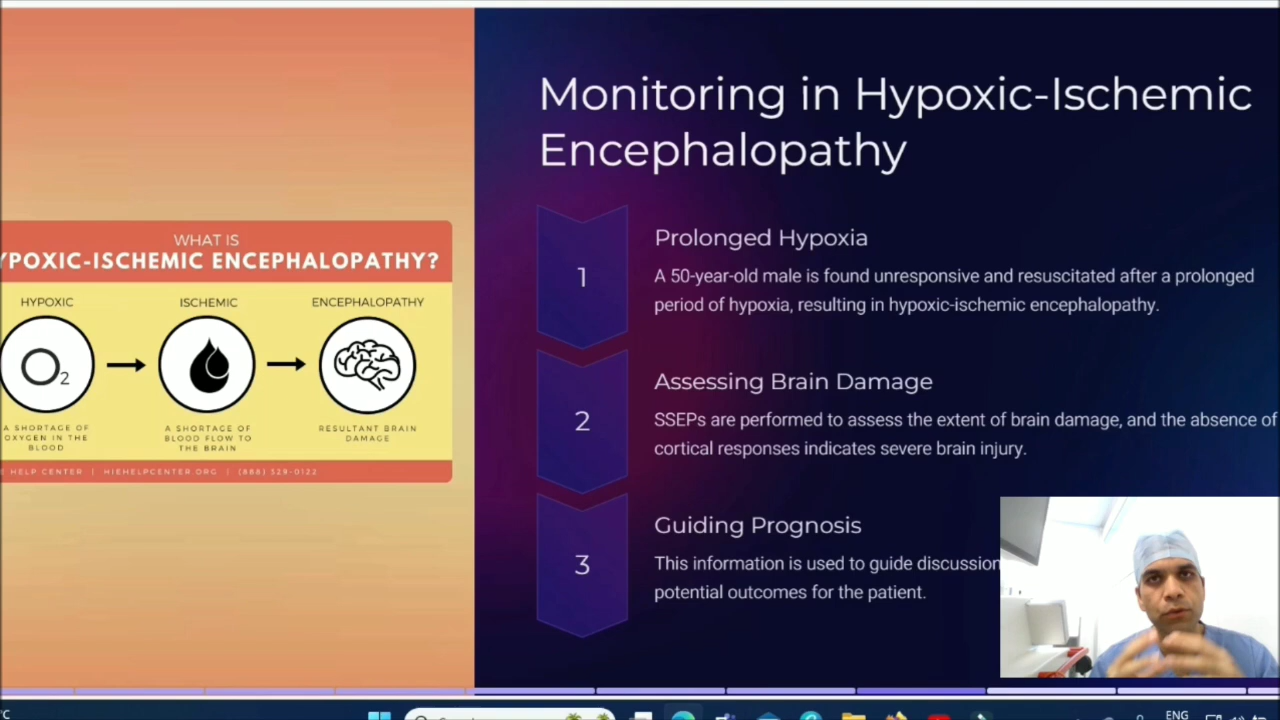 Monitoring in Hypoxic-Ischemic
Encephalopathy
WHAT IS
YPOXIC-ISCHEMIC ENCEPHALOPATHY?
HYPOXIC
ISCHEMIC
ENCEPHALOPATHY
O2
A SHORTAGE OF
OXYGEN IN THE
BLOOD
A SHORTAGE OF
BLOOD FLOW TO
THE BRAIN
RESULTANT BRAIN
DAMAGE
HELP CENTER | HIEHELPCENTER.ORG | (888) 329-0122
1
Prolonged Hypoxia
A 50-year-old male is found unresponsive and resuscitated after a prolonged
period of hypoxia, resulting in hypoxic-ischemic encephalopathy.
2
Assessing Brain Damage
SSEPs are performed to assess the extent of brain damage, and the absence of
cortical responses indicates severe brain injury.
3
Guiding Prognosis
This information is used to guide discussion
potential outcomes for the patient.
°C
ENG